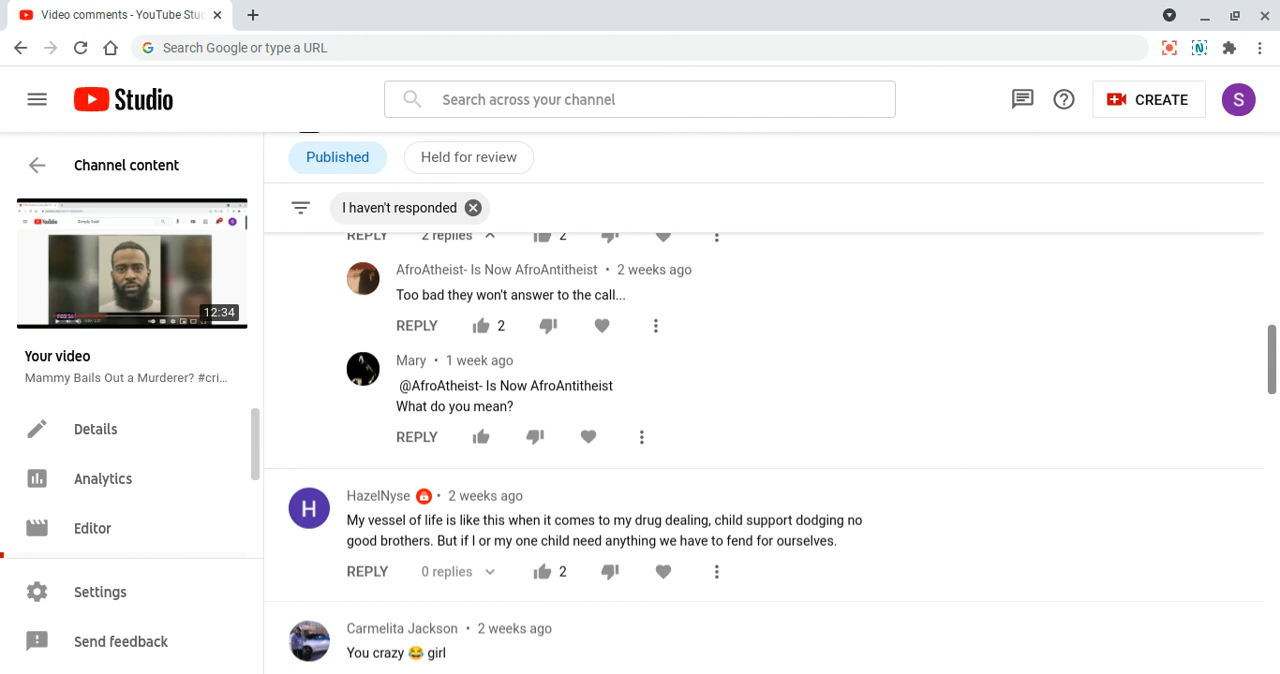 Video comments - YouTube Stu
Search Google or type a URL
Studio
Search across your channel
CREATE
S
Channel content
Published
Held for review
I haven't responded
REPLY 2 replies 2
AfroAtheist- Is Now AfroAntitheist • 2 weeks ago
Too bad they won't answer to the call...
REPLY 2
12:34
Mary • 1 week ago
@AfroAtheist- Is Now AfroAntitheist
What do you mean?
REPLY
Your video
Mammy Bails Out a Murderer? #cri...
Details
Analytics
Editor
Settings
Send feedback
H
HazelNyse • 2 weeks ago
My vessel of life is like this when it comes to my drug dealing, child support dodging no
good brothers. But if I or my one child need anything we have to fend for ourselves.
REPLY 0 replies 2
Carmelita Jackson • 2 weeks ago
You crazy 😂 girl